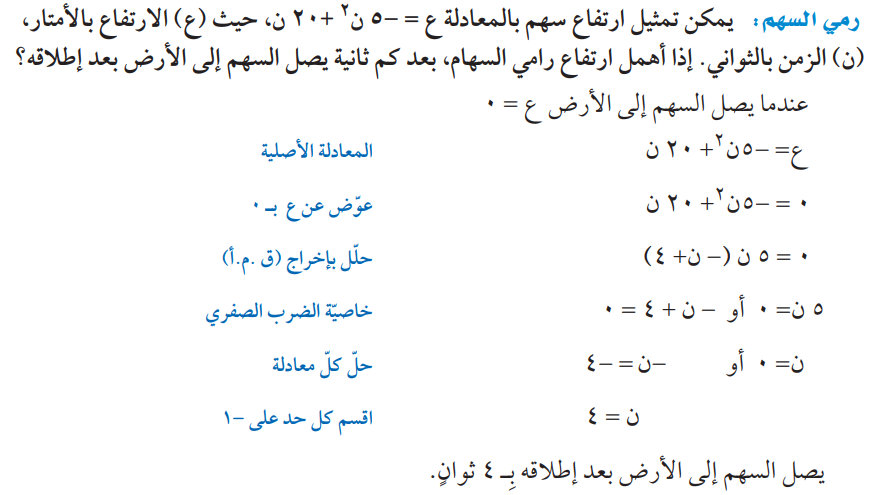 رمي السهم: يمكن تمثيل ارتفاع سهم بالمعادلة ع = –٥ ن² +٢٠ ن، حيث (ع) الارتفاع بالأمتار،
(ن) الزمن بالثواني. إذا أهمل ارتفاع رامي السهام، بعد كم ثانية يصل السهم إلى الأرض بعد إطلاقه؟
عندما يصل السهم إلى الأرض ع = ٠
ع= –٥ن²+ ٢٠ ن المعادلة الأصلية
٠ = –٥ن²+ ٢٠ ن عوّض عن ع بـ ٠
٠ = ٥ ن (– ن+ ٤) حلّل بإخراج (ق .م.أ)
٥ ن= ٠ أو – ن + ٤ = ٠ خاصيّة الضرب الصفري
ن= ٠ أو –ن = –٤ حلّ كلّ معادلة
ن = ٤ اقسم كل حد على –١
يصل السهم إلى الأرض بعد إطلاقه بِـ ٤ ثوانٍ.